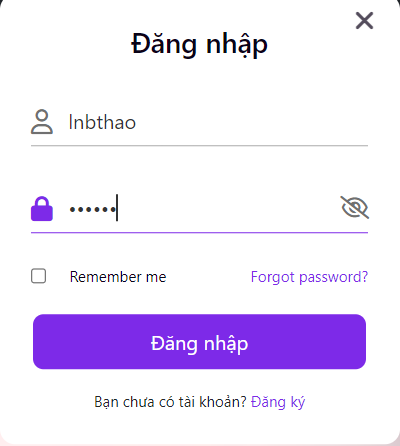 Đăng nhập
lnbthao
••••••
Remember me Forgot password?
Đăng nhập
Bạn chưa có tài khoản? Đăng ký